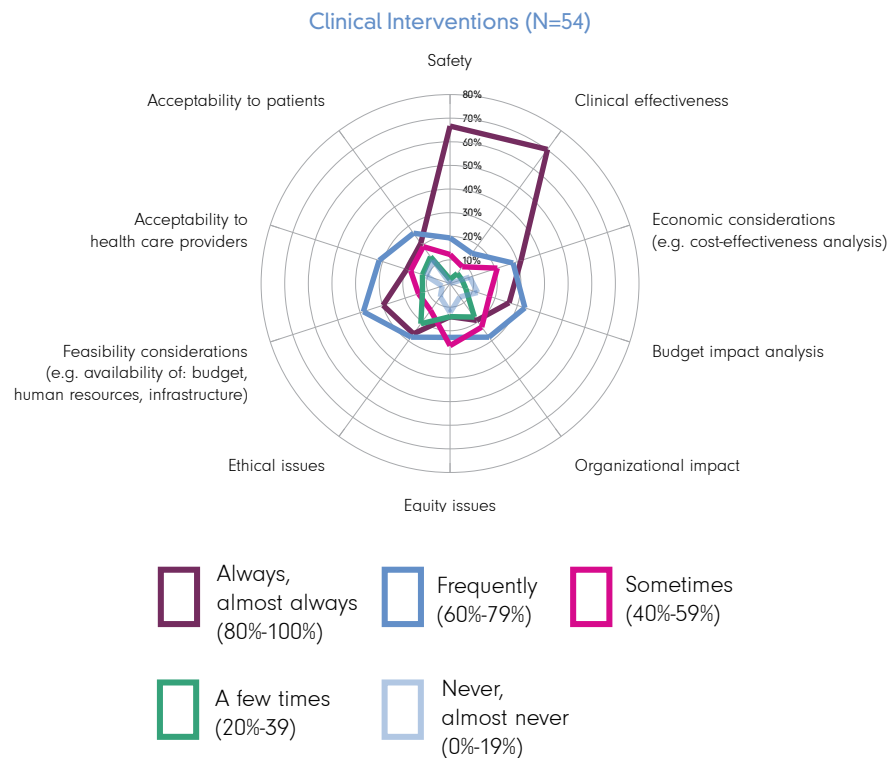 Clinical Interventions (N=54)
Safety
80%
70%
60%
50%
40%
30%
20%
10%
Clinical effectiveness
Economic considerations
(e.g. cost-effectiveness analysis)
Budget impact analysis
Organizational impact
Equity issues
Ethical issues
Feasibility considerations
(e.g. availability of: budget,
human resources, infrastructure)
Acceptability to
health care providers
Acceptability to patients
Always,
almost always
(80%-100%)
Frequently
(60%-79%)
Sometimes
(40%-59%)
A few times
(20%-39)
Never,
almost never
(0%-19%)